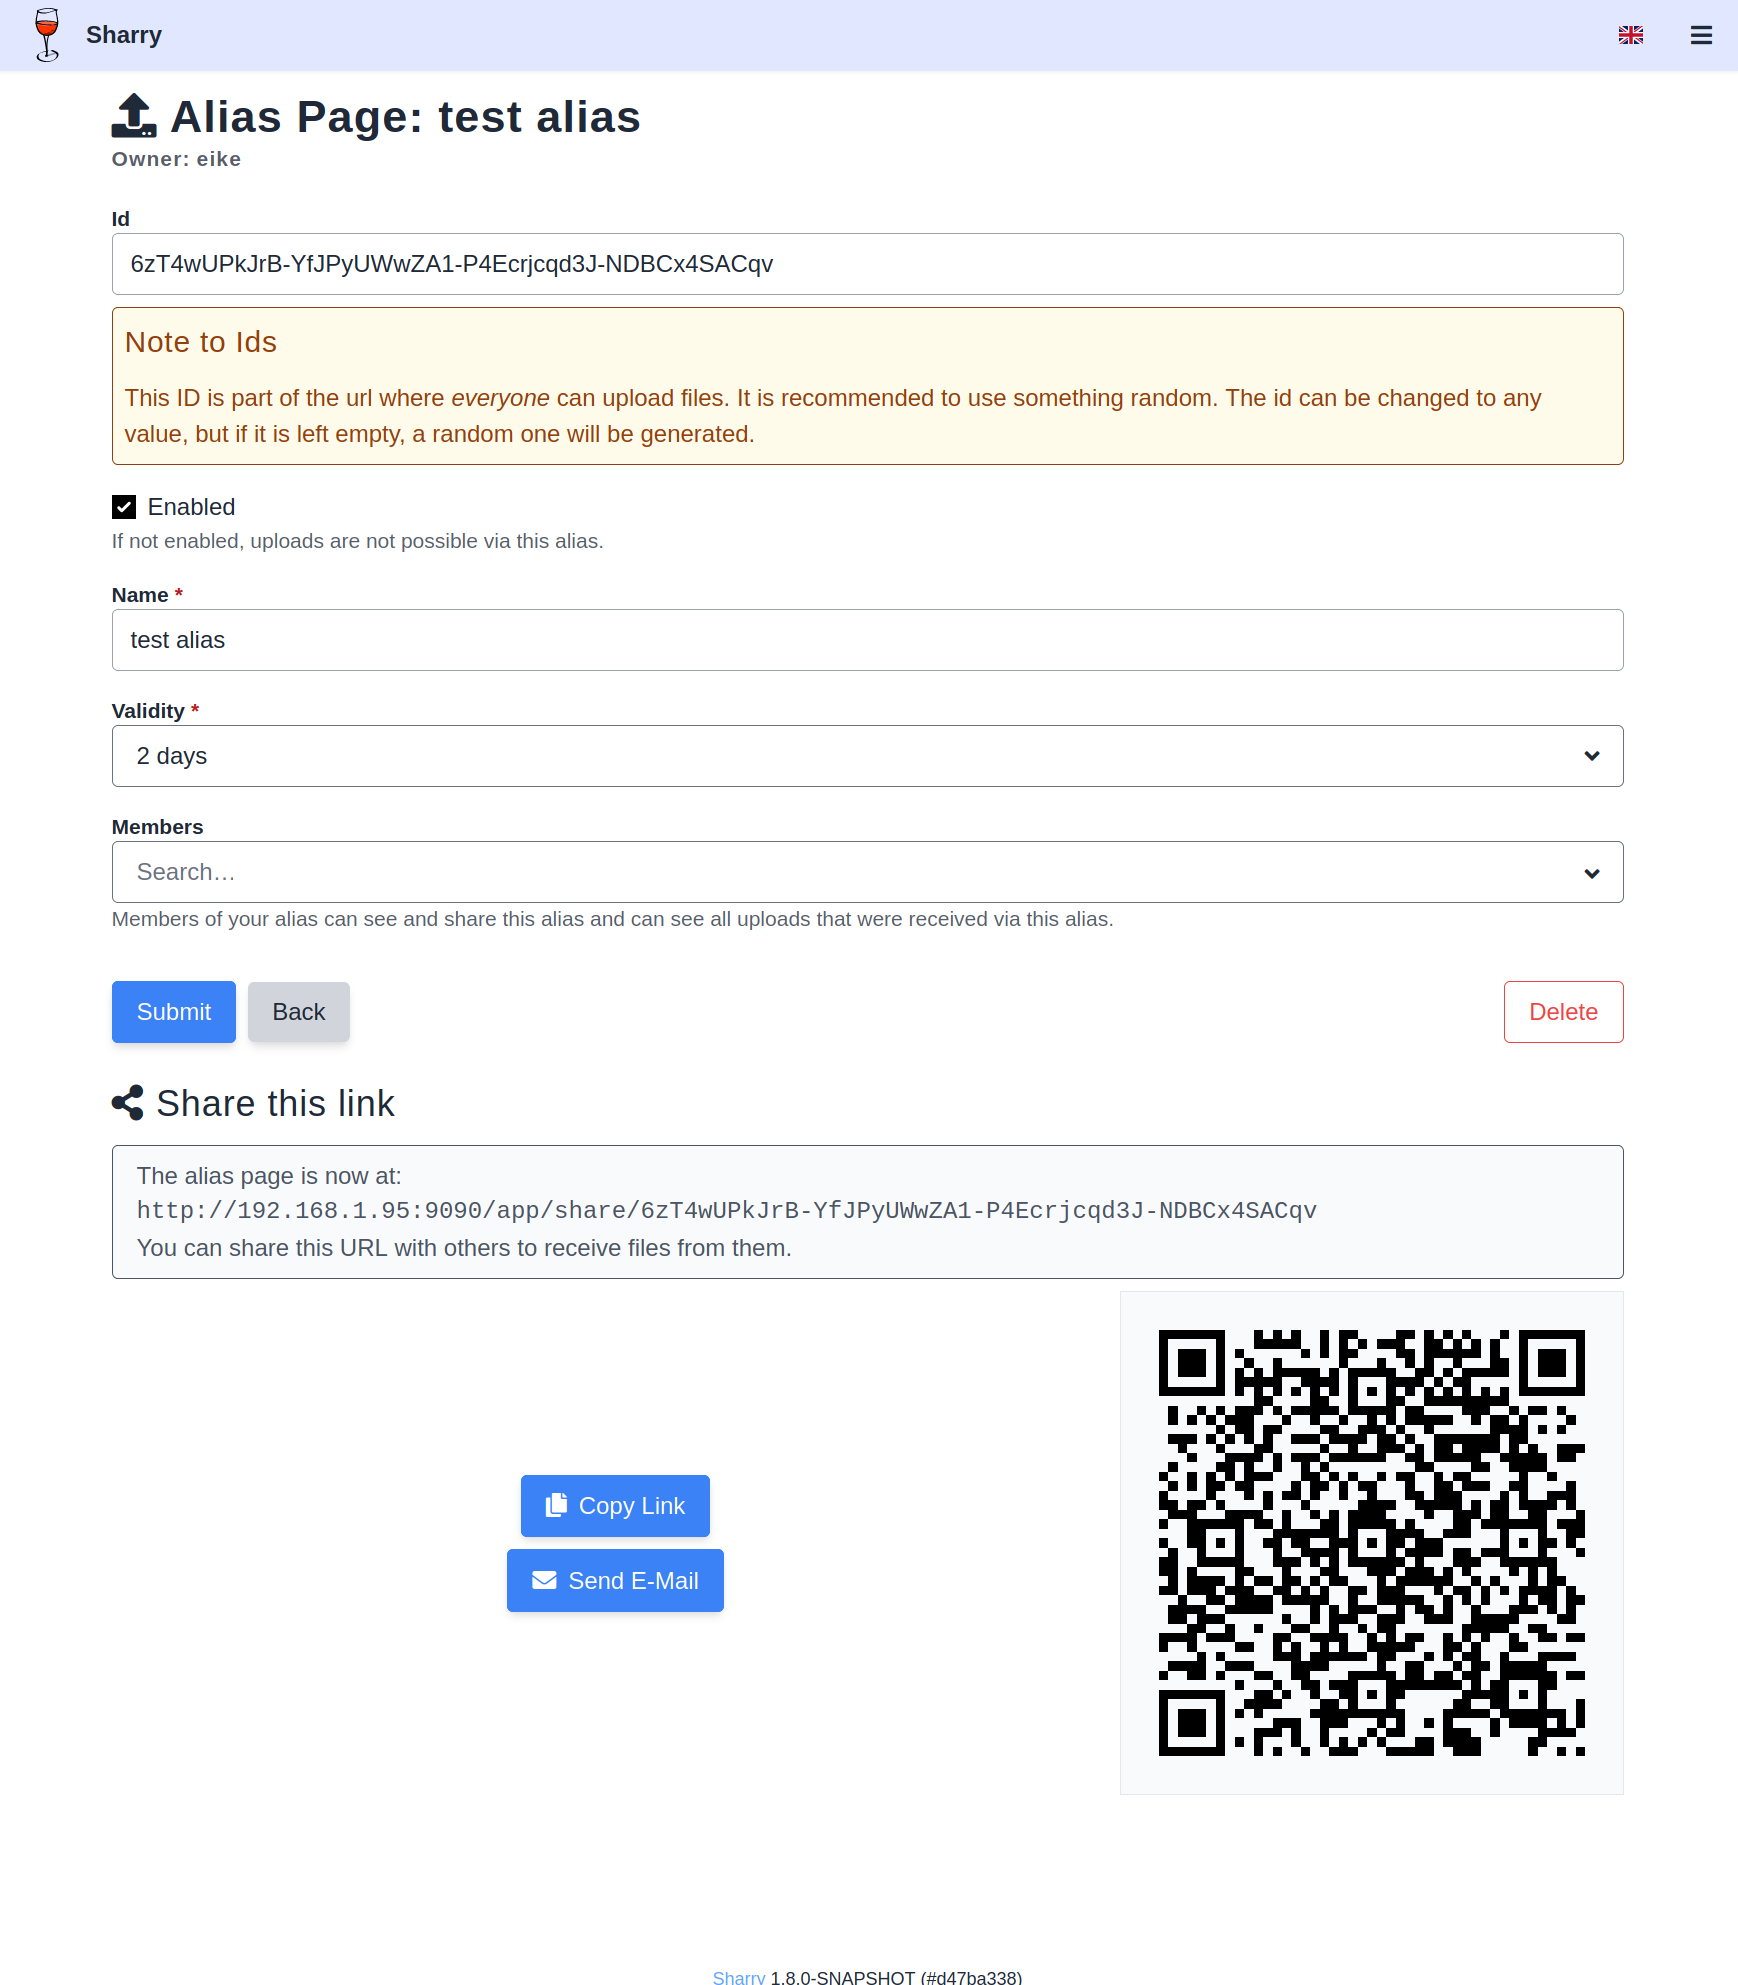 Sharry
Alias Page: test alias
Owner: eike
Id
6zT4wUPkJrB-YfJPyUWwZA1-P4Ecrjcqd3J-NDBCx4SACqv
Note to Ids
This ID is part of the url where everyone can upload files. It is recommended to use something random. The id can be changed to any
value, but if it is left empty, a random one will be generated.
Enabled
If not enabled, uploads are not possible via this alias.
Name *
test alias
Validity *
2 days
Members
Search…
Members of your alias can see and share this alias and can see all uploads that were received via this alias.
Submit Back Delete
Share this link
The alias page is now at:
http://192.168.1.95:9090/app/share/6zT4wUPkJrB-YfJPyUWwZA1-P4Ecrjcqd3J-NDBCx4SACqv
You can share this URL with others to receive files from them.
Copy Link
Send E-Mail
Sharry 1.8.0-SNAPSHOT (#d47ba338)